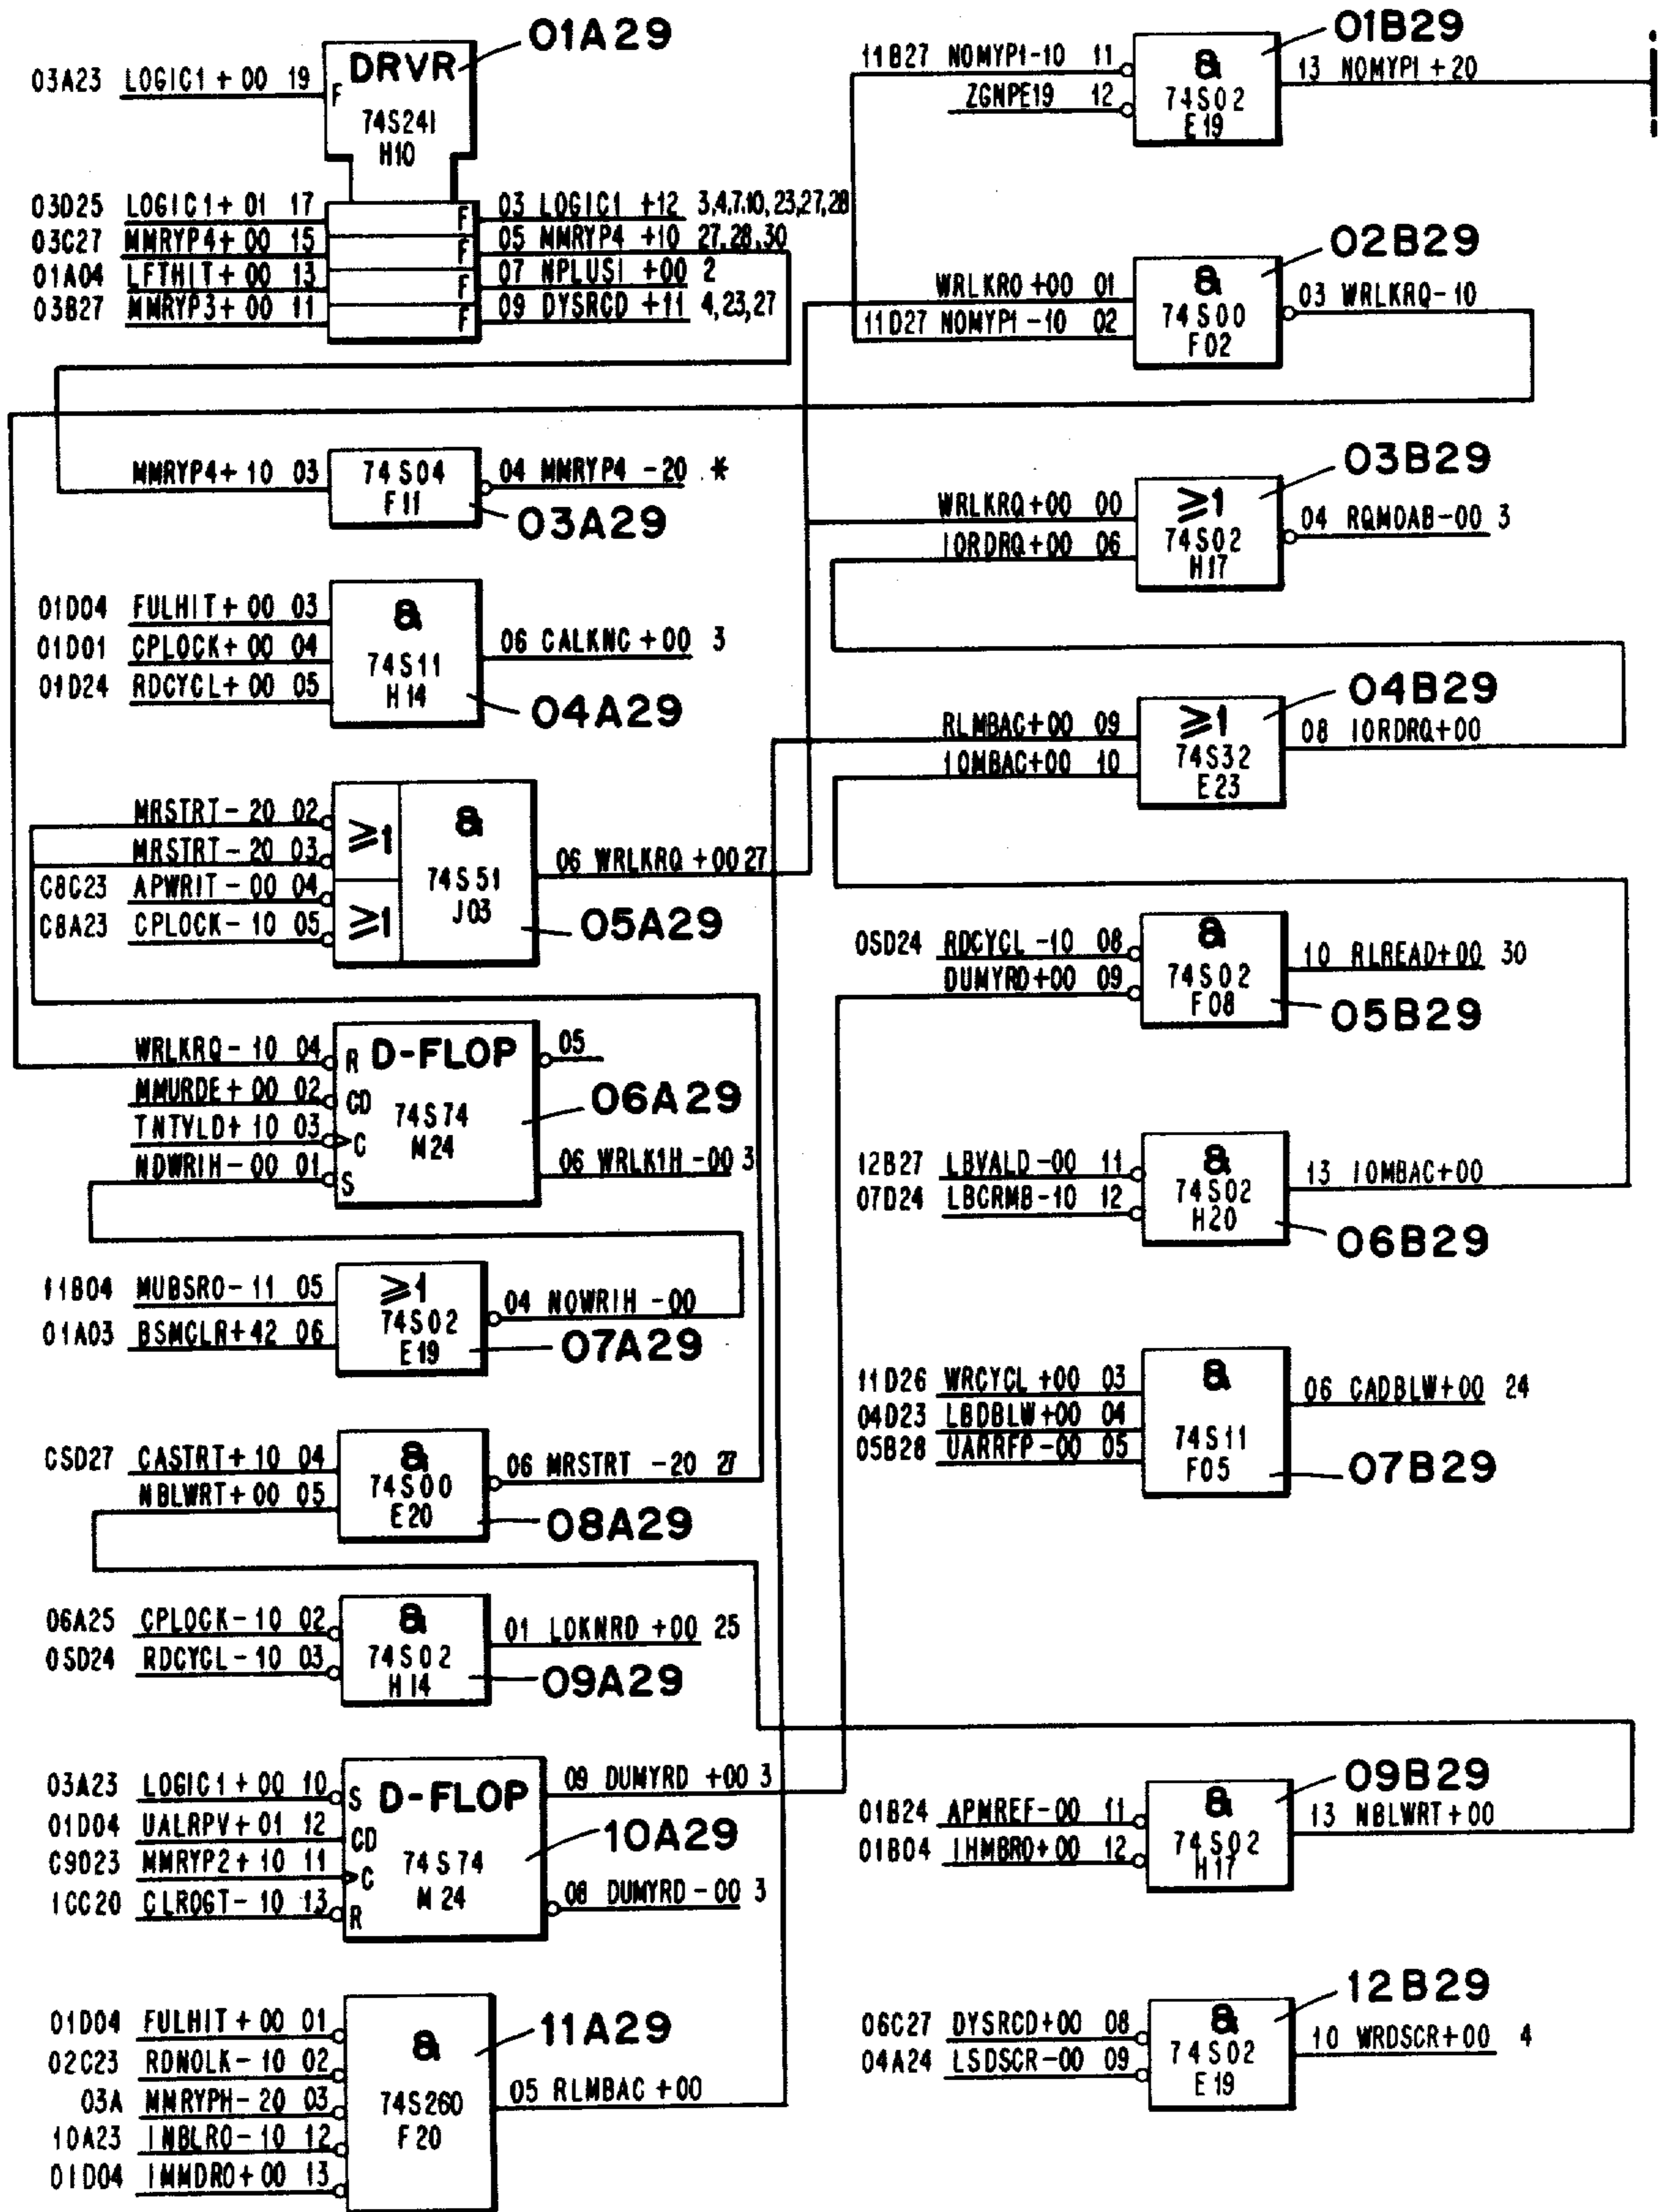 01A29
03A23 LOGIC1+00 19 F
DRVR
74S241
H10
03D25 LOGIC1+01 17 F 03 LOGIC1 +12 3,4,7,10,23,27,28
03C27 MMRYP4+00 15 F 05 MMRYP4 +10 27,28,30
01A04 LFTHIT+00 13 F 07 NPLUS1 +00 2
03B27 MMRYP3+00 11 F 09 DYSRCD +11 4,23,27
MMRYP4+10 03
74S04
F11
04 MMRYP4 -20 *
03A29
01D04 FULHIT+00 03
01D01 CPLOCK+00 04
01D24 RDCYCL+00 05
&
74S11
H14
06 CALKNC +00 3
04A29
MRSTRT-20 02
MRSTRT-20 03
C8C23 APWRIT-00 04
C8A23 CPLOCK-10 05
≥1
≥1
&
74S51
J03
06 WRLKRQ +00 27
05A29
WRLKRQ-10 04 R
MMURDE+00 02 CD
TNTVLD+10 03 C
NDWRIH-00 01 S
D-FLOP
74S74
M24
05
06 WRLK1H -00 3
06A29
11B04 MUBSRO-11 05
01A03 BSMCLR+42 06
≥1
74S02
E19
04 NOWRIH -00
07A29
CSD27 CASTRT+10 04
NBLWRT+00 05
&
74S00
E20
06 MRSTRT -20 27
08A29
06A25 CPLOCK-10 02
0SD24 RDCYCL-10 03
&
74S02
H14
01 LOKNRD +00 25
09A29
03A23 LOGIC1+00 10 S
01D04 UALRPV+01 12 CD
C9D23 MMRYP2+10 11 C
1CC20 CLROGT-10 13 R
D-FLOP
74S74
M24
09 DUMYRD +00 3
08 DUMYRD -00 3
10A29
01D04 FULHIT+00 01
02C23 RDNOLK-10 02
03A MMRYPH-20 03
10A23 INBLRO-10 12
01D04 IMMDRO+00 13
&
74S260
F20
05 RLMBAC +00
11A29
01B29
11B27 NOMYP1-10 11
ZGNPE19 12
&
74S02
E19
13 NOMYP1 +20
02B29
WRLKRO +00 01
11D27 NOMYP1-10 02
&
74S00
F02
03 WRLKRQ-10
03B29
WRLKRQ+00 00
IORDRQ+00 06
≥1
74S02
H17
04 RQMOAB-00 3
04B29
RLMBAC+00 09
IOMBAC+00 10
≥1
74S32
E23
08 IORDRQ+00
0SD24 RDCYCL-10 08
DUMYRD+00 09
&
74S02
F08
10 RLREAD+00 30
05B29
12B27 LBVALD-00 11
07D24 LBCRMB-10 12
&
74S02
H20
13 IOMBAC+00
06B29
11D26 WRCYCL+00 03
04D23 LBDBLW+00 04
05B28 UARRFP-00 05
&
74S11
F05
06 CADBLW+00 24
07B29
09B29
01B24 APMREF-00 11
01B04 IHMBRO+00 12
&
74S02
H17
13 NBLWRT+00
12B29
06C27 DYSRCD+00 08
04A24 LSDSCR-00 09
&
74S02
E19
10 WRDSCR+00 4